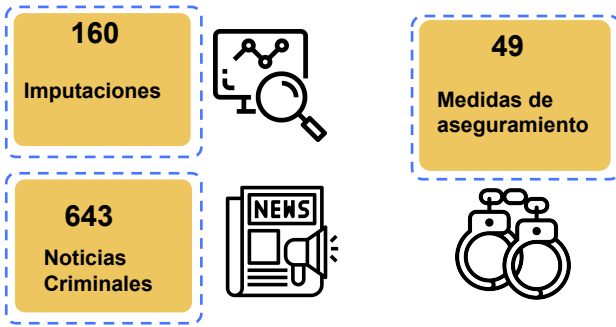 160
Imputaciones
49
Medidas de
aseguramiento
643
Noticias
Criminales
NEWS